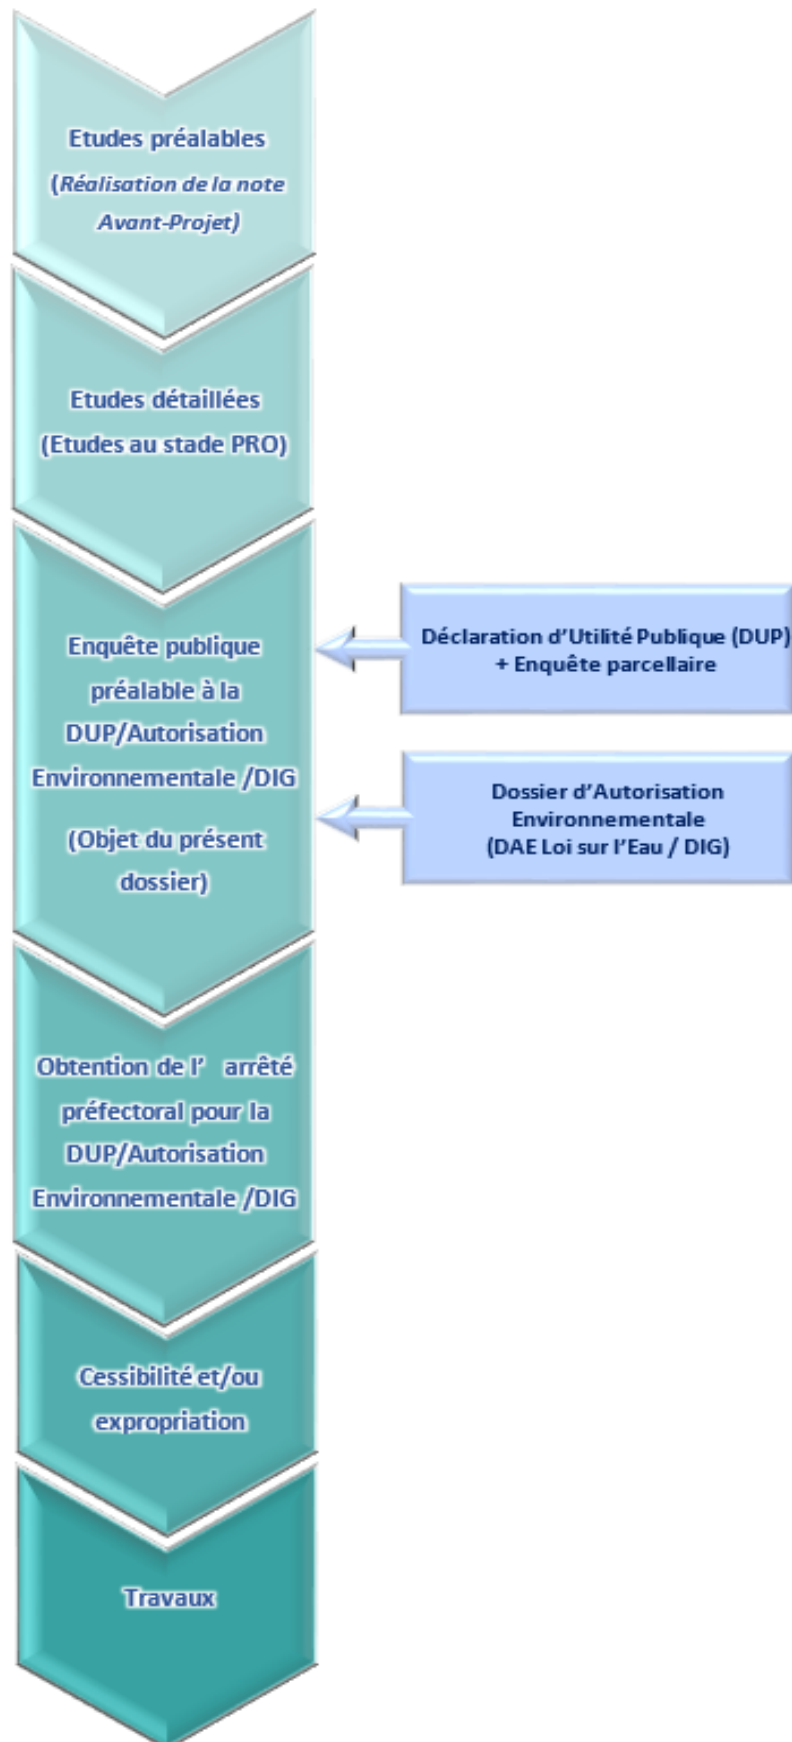 Etudes préalables
(Réalisation de la note
Avant-Projet)
Etudes détaillées
(Etudes au stade PRO)
Enquête publique
préalable à la
DUP/Autorisation
Environnementale /DIG
(Objet du présent
dossier)
Déclaration d'Utilité Publique (DUP)
+ Enquête parcellaire
Dossier d'Autorisation
Environnementale
(DAE Loi sur l'Eau / DIG)
Obtention de l' arrêté
préfectoral pour la
DUP/Autorisation
Environnementale /DIG
Cessibilité et/ou
expropriation
Travaux